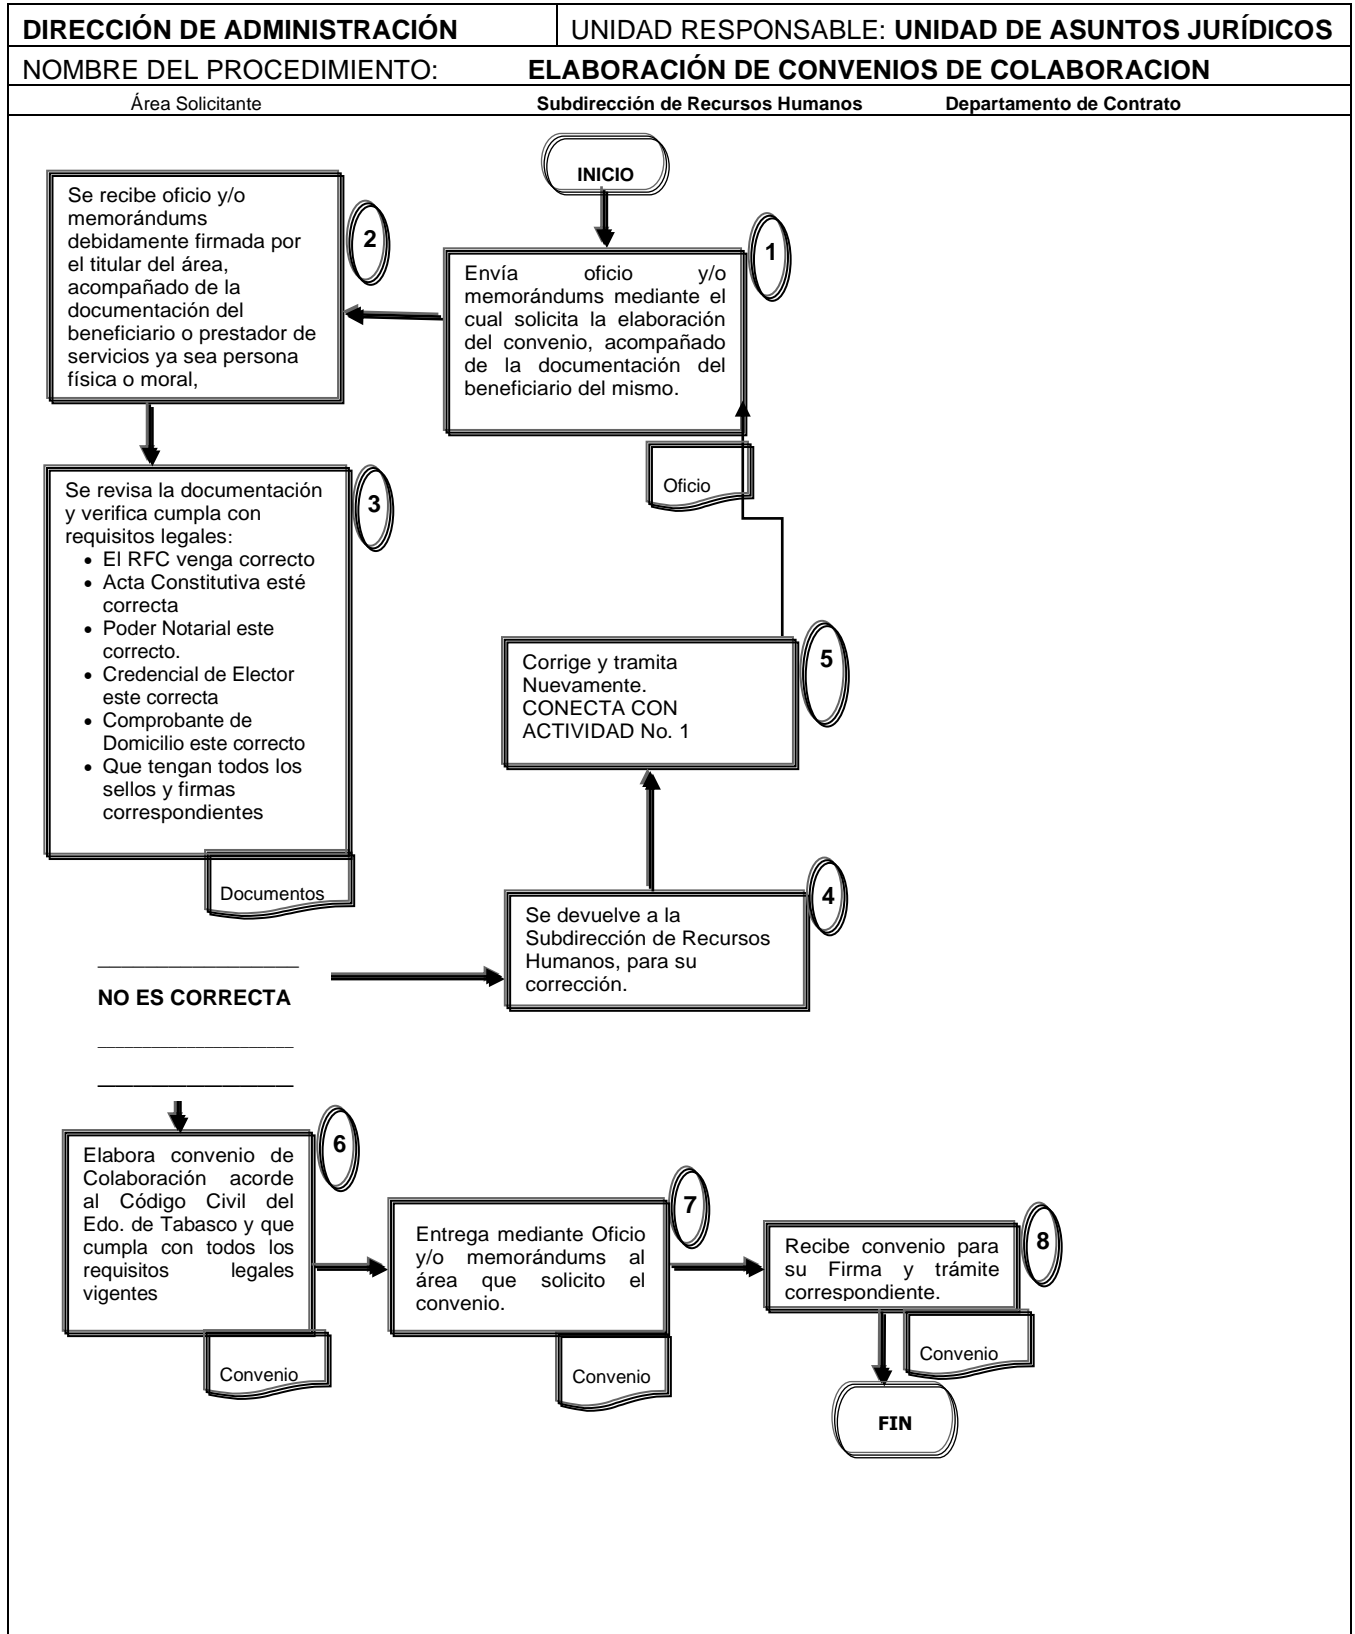 DIRECCIÓN DE ADMINISTRACIÓN
UNIDAD RESPONSABLE: UNIDAD DE ASUNTOS JURÍDICOS
NOMBRE DEL PROCEDIMIENTO: ELABORACIÓN DE CONVENIOS DE COLABORACION
Área Solicitante
Subdirección de Recursos Humanos
Departamento de Contrato
INICIO
1
Envía oficio y/o
memorándums mediante el
cual solicita la elaboración
del convenio, acompañado
de la documentación del
beneficiario del mismo.
Oficio
2
Se recibe oficio y/o
memorándums
debidamente firmada por
el titular del área,
acompañado de la
documentación del
beneficiario o prestador de
servicios ya sea persona
física o moral,
3
Se revisa la documentación
y verifica cumpla con
requisitos legales:
• El RFC venga correcto
• Acta Constitutiva esté
correcta
• Poder Notarial este
correcto.
• Credencial de Elector
este correcta
• Comprobante de
Domicilio este correcto
• Que tengan todos los
sellos y firmas
correspondientes
Documentos
NO ES CORRECTA
4
Se devuelve a la
Subdirección de Recursos
Humanos, para su
corrección.
5
Corrige y tramita
Nuevamente.
CONECTA CON
ACTIVIDAD No. 1
6
Elabora convenio de
Colaboración acorde
al Código Civil del
Edo. de Tabasco y que
cumpla con todos los
requisitos legales
vigentes
Convenio
7
Entrega mediante Oficio
y/o memorándums al
área que solicito el
convenio.
Convenio
8
Recibe convenio para
su Firma y trámite
correspondiente.
Convenio
FIN